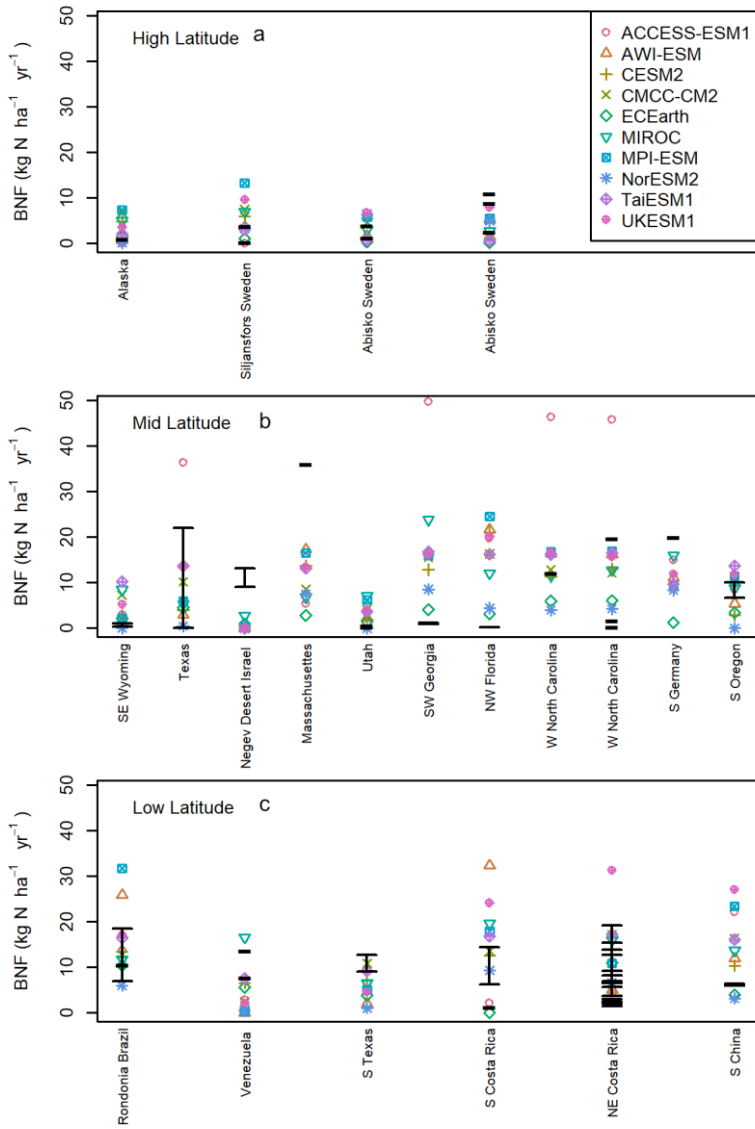 High Latitude
a
BNF (kg N ha⁻¹ yr⁻¹)
50
40
30
20
10
0
ACCESS-ESM1
AWI-ESM
CESM2
CMCC-CM2
ECEarth
MIROC
MPI-ESM
NorESM2
TaiESM1
UKESM1
Alaska
Siljansfors Sweden
Abisko Sweden
Abisko Sweden
Mid Latitude
b
BNF (kg N ha⁻¹ yr⁻¹)
50
40
30
20
10
0
SE Wyoming
Texas
Negev Desert Israel
Massachusettes
Utah
SW Georgia
NW Florida
W North Carolina
W North Carolina
S Germany
S Oregon
Low Latitude
c
BNF (kg N ha⁻¹ yr⁻¹)
50
40
30
20
10
0
Rondonia Brazil
Venezuela
S Texas
S Costa Rica
NE Costa Rica
S China